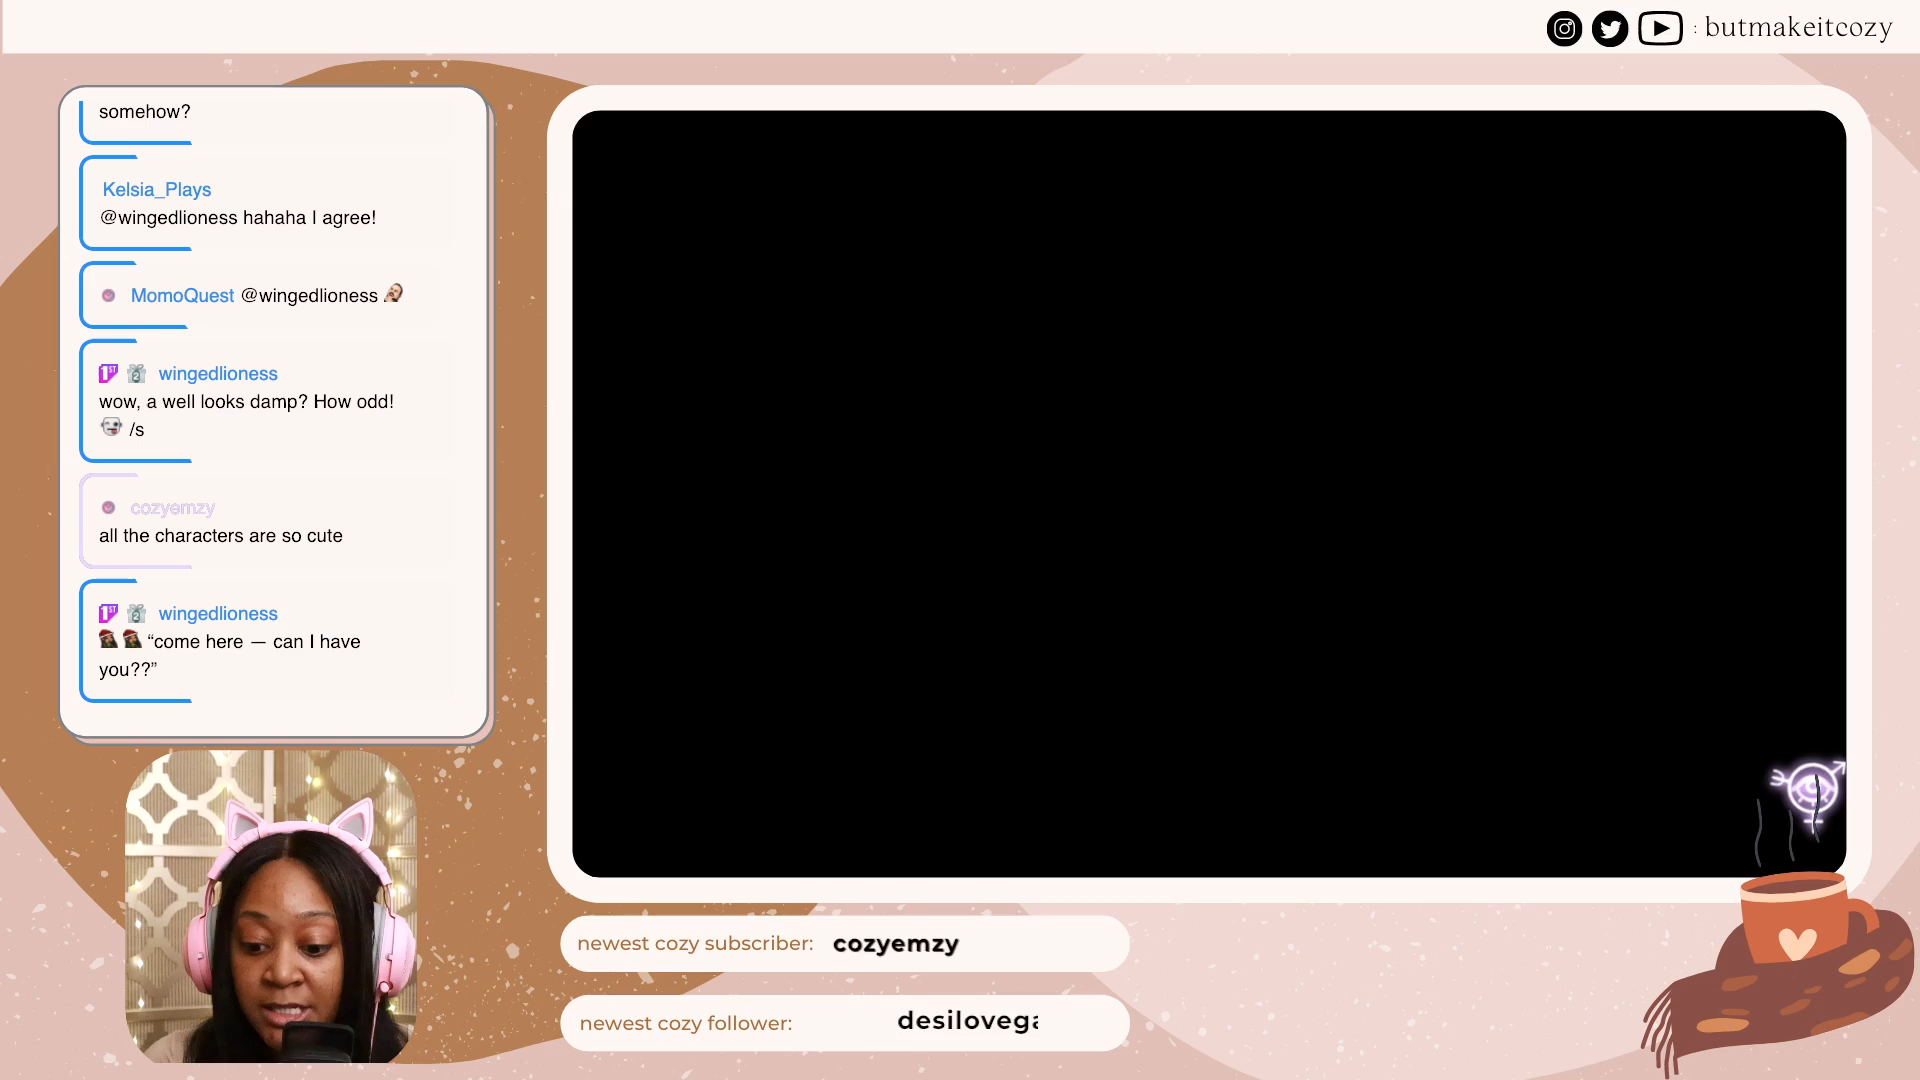 : butmakeitcozy
somehow?
Kelsia_Plays
@wingedlioness hahaha I agree!
MomoQuest @wingedlioness
wingedlioness
wow, a well looks damp? How odd!
/s
cozyemzy
all the characters are so cute
wingedlioness
“come here — can I have
you??”
newest cozy subscriber: cozyemzy
newest cozy follower: desilovega